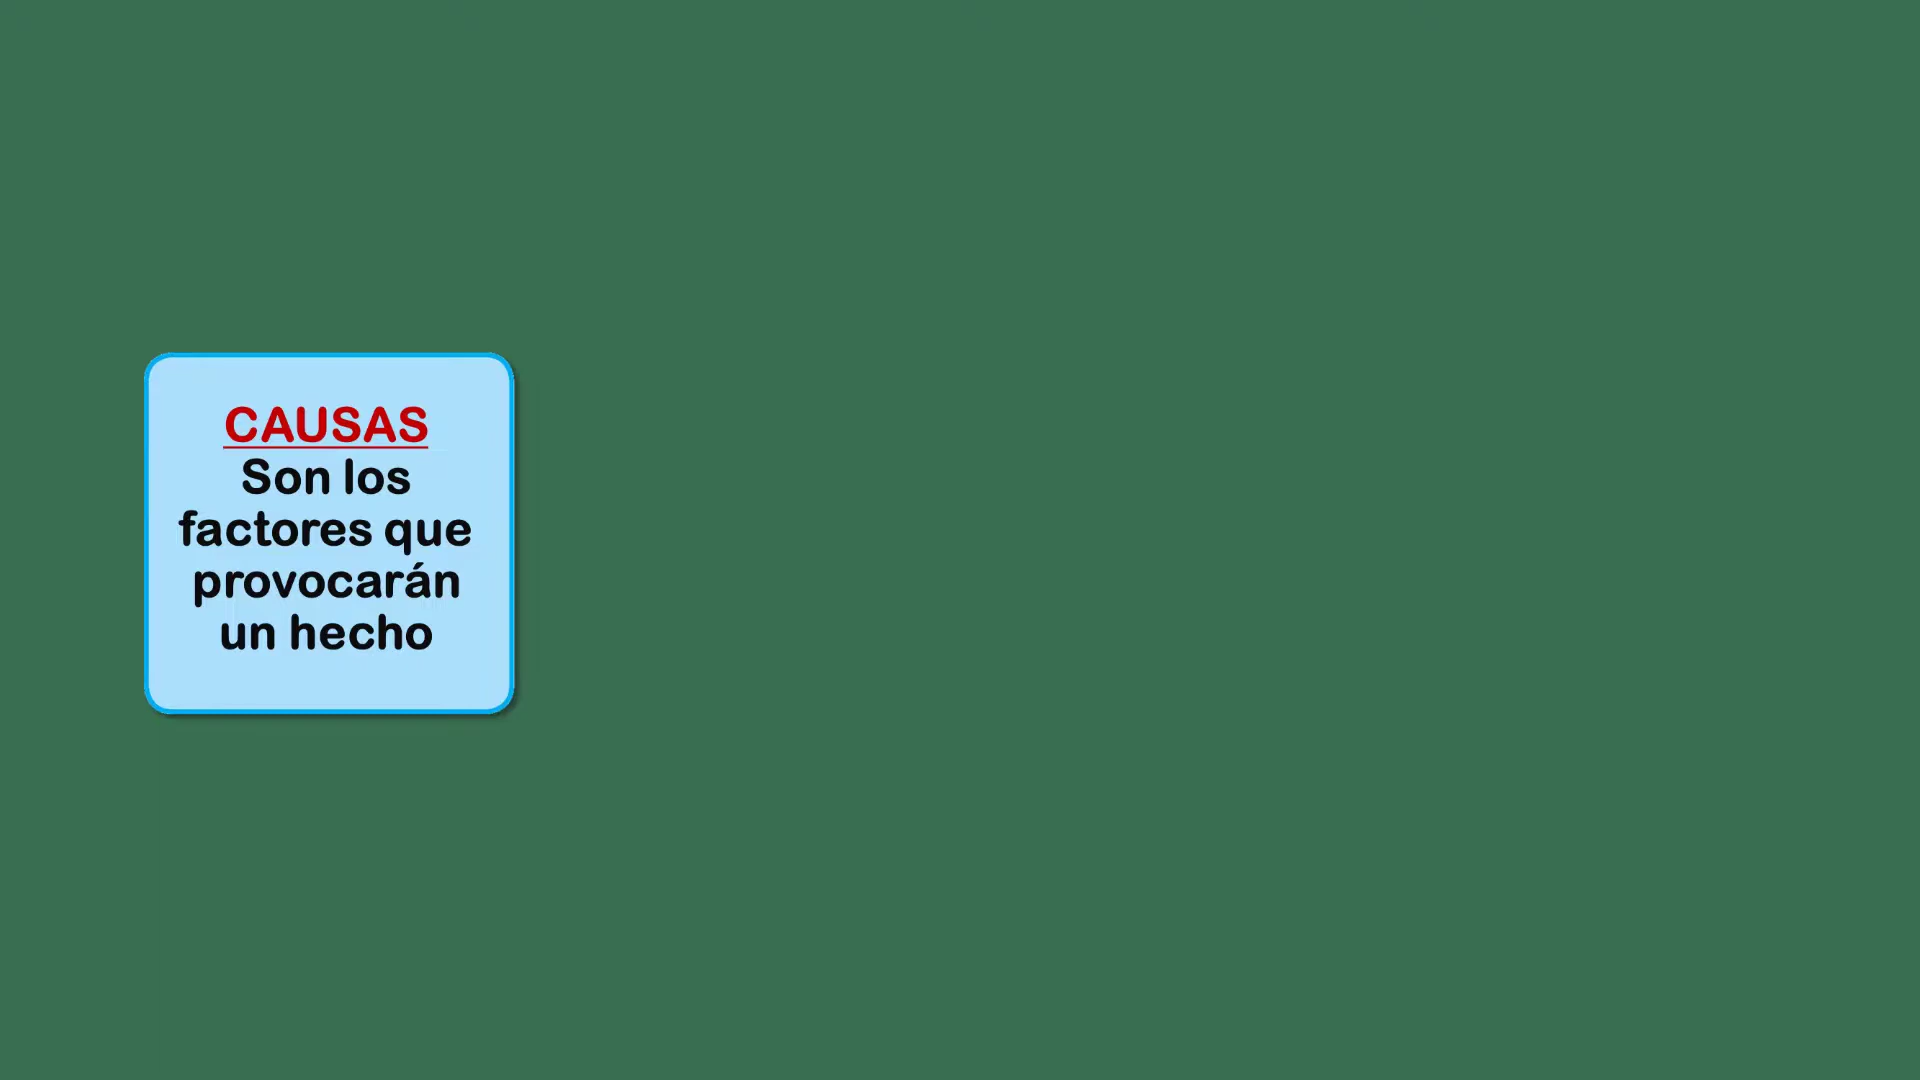 CAUSAS
Son los
factores que
provocarán
un hecho